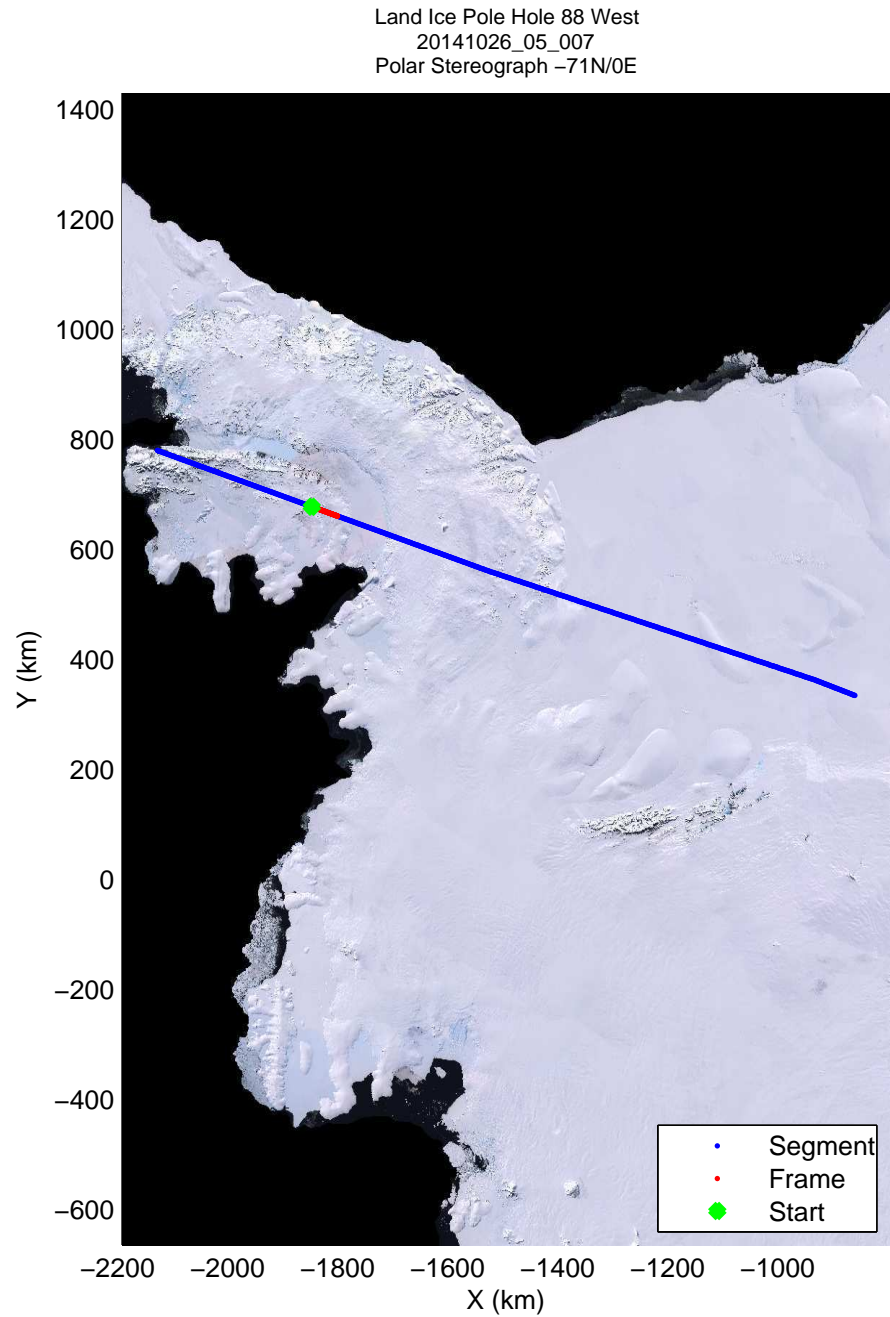 Land Ice Pole Hole 88 West
20141026_05_007
Polar Stereograph −71N/0E
1400
1200
1000
800
600
400
200
0
−200
−400
−600
Y (km)
−2200 −2000 −1800 −1600 −1400 −1200 −1000
X (km)
Segment
Frame
Start